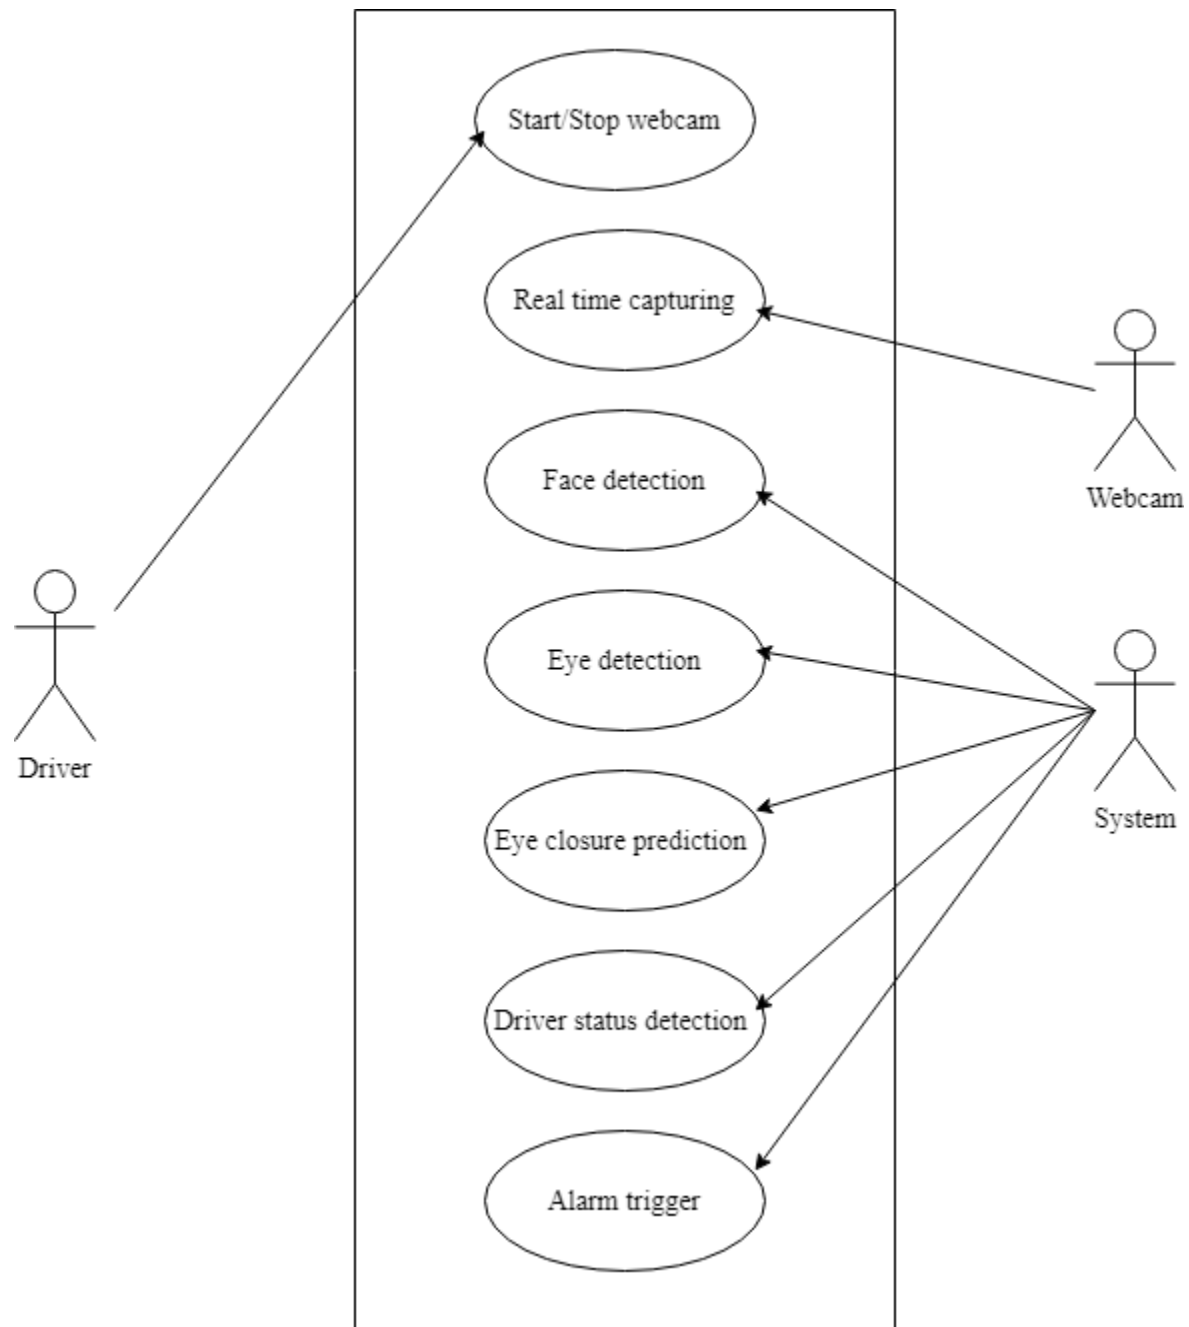 Start/Stop webcam
Real time capturing
Webcam
Face detection
Eye detection
Driver
System
Eye closure prediction
Driver status detection
Alarm trigger